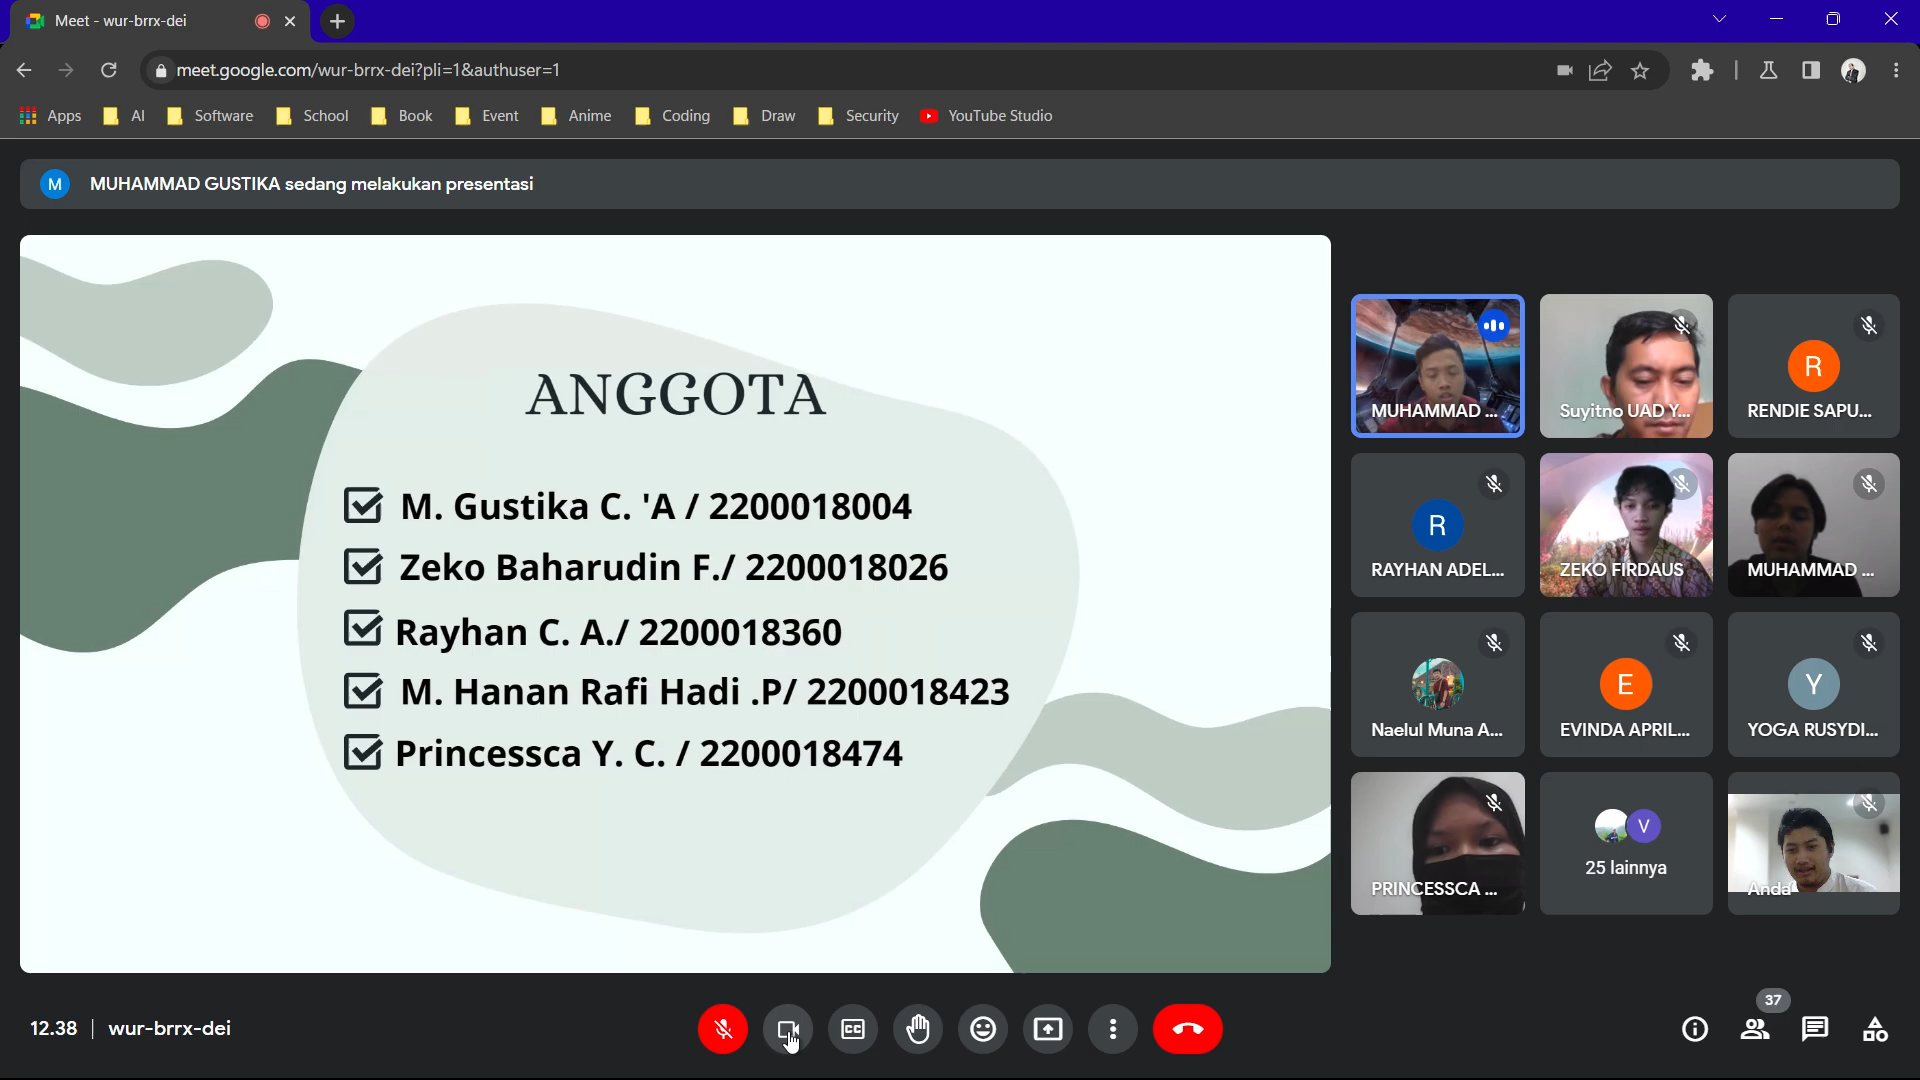 Meet - wur-brrx-dei
meet.google.com/wur-brrx-dei?pli=1&authuser=1
Apps AI Software School Book Event Anime Coding Draw Security YouTube Studio
M MUHAMMAD GUSTIKA sedang melakukan presentasi
ANGGOTA
M. Gustika C. 'A / 2200018004
Zeko Baharudin F./ 2200018026
Rayhan C. A./ 2200018360
M. Hanan Rafi Hadi .P/ 2200018423
Princessca Y. C. / 2200018474
MUHAMMAD ...
Suyitno UAD Y...
R
RENDIE SAPU...
R
RAYHAN ADEL...
ZEKO FIRDAUS
MUHAMMAD ...
Naelul Muna A...
E
EVINDA APRIL...
Y
YOGA RUSYDI...
PRINCESSCA ...
V
25 lainnya
Anda
12.38 | wur-brrx-dei
CC
37